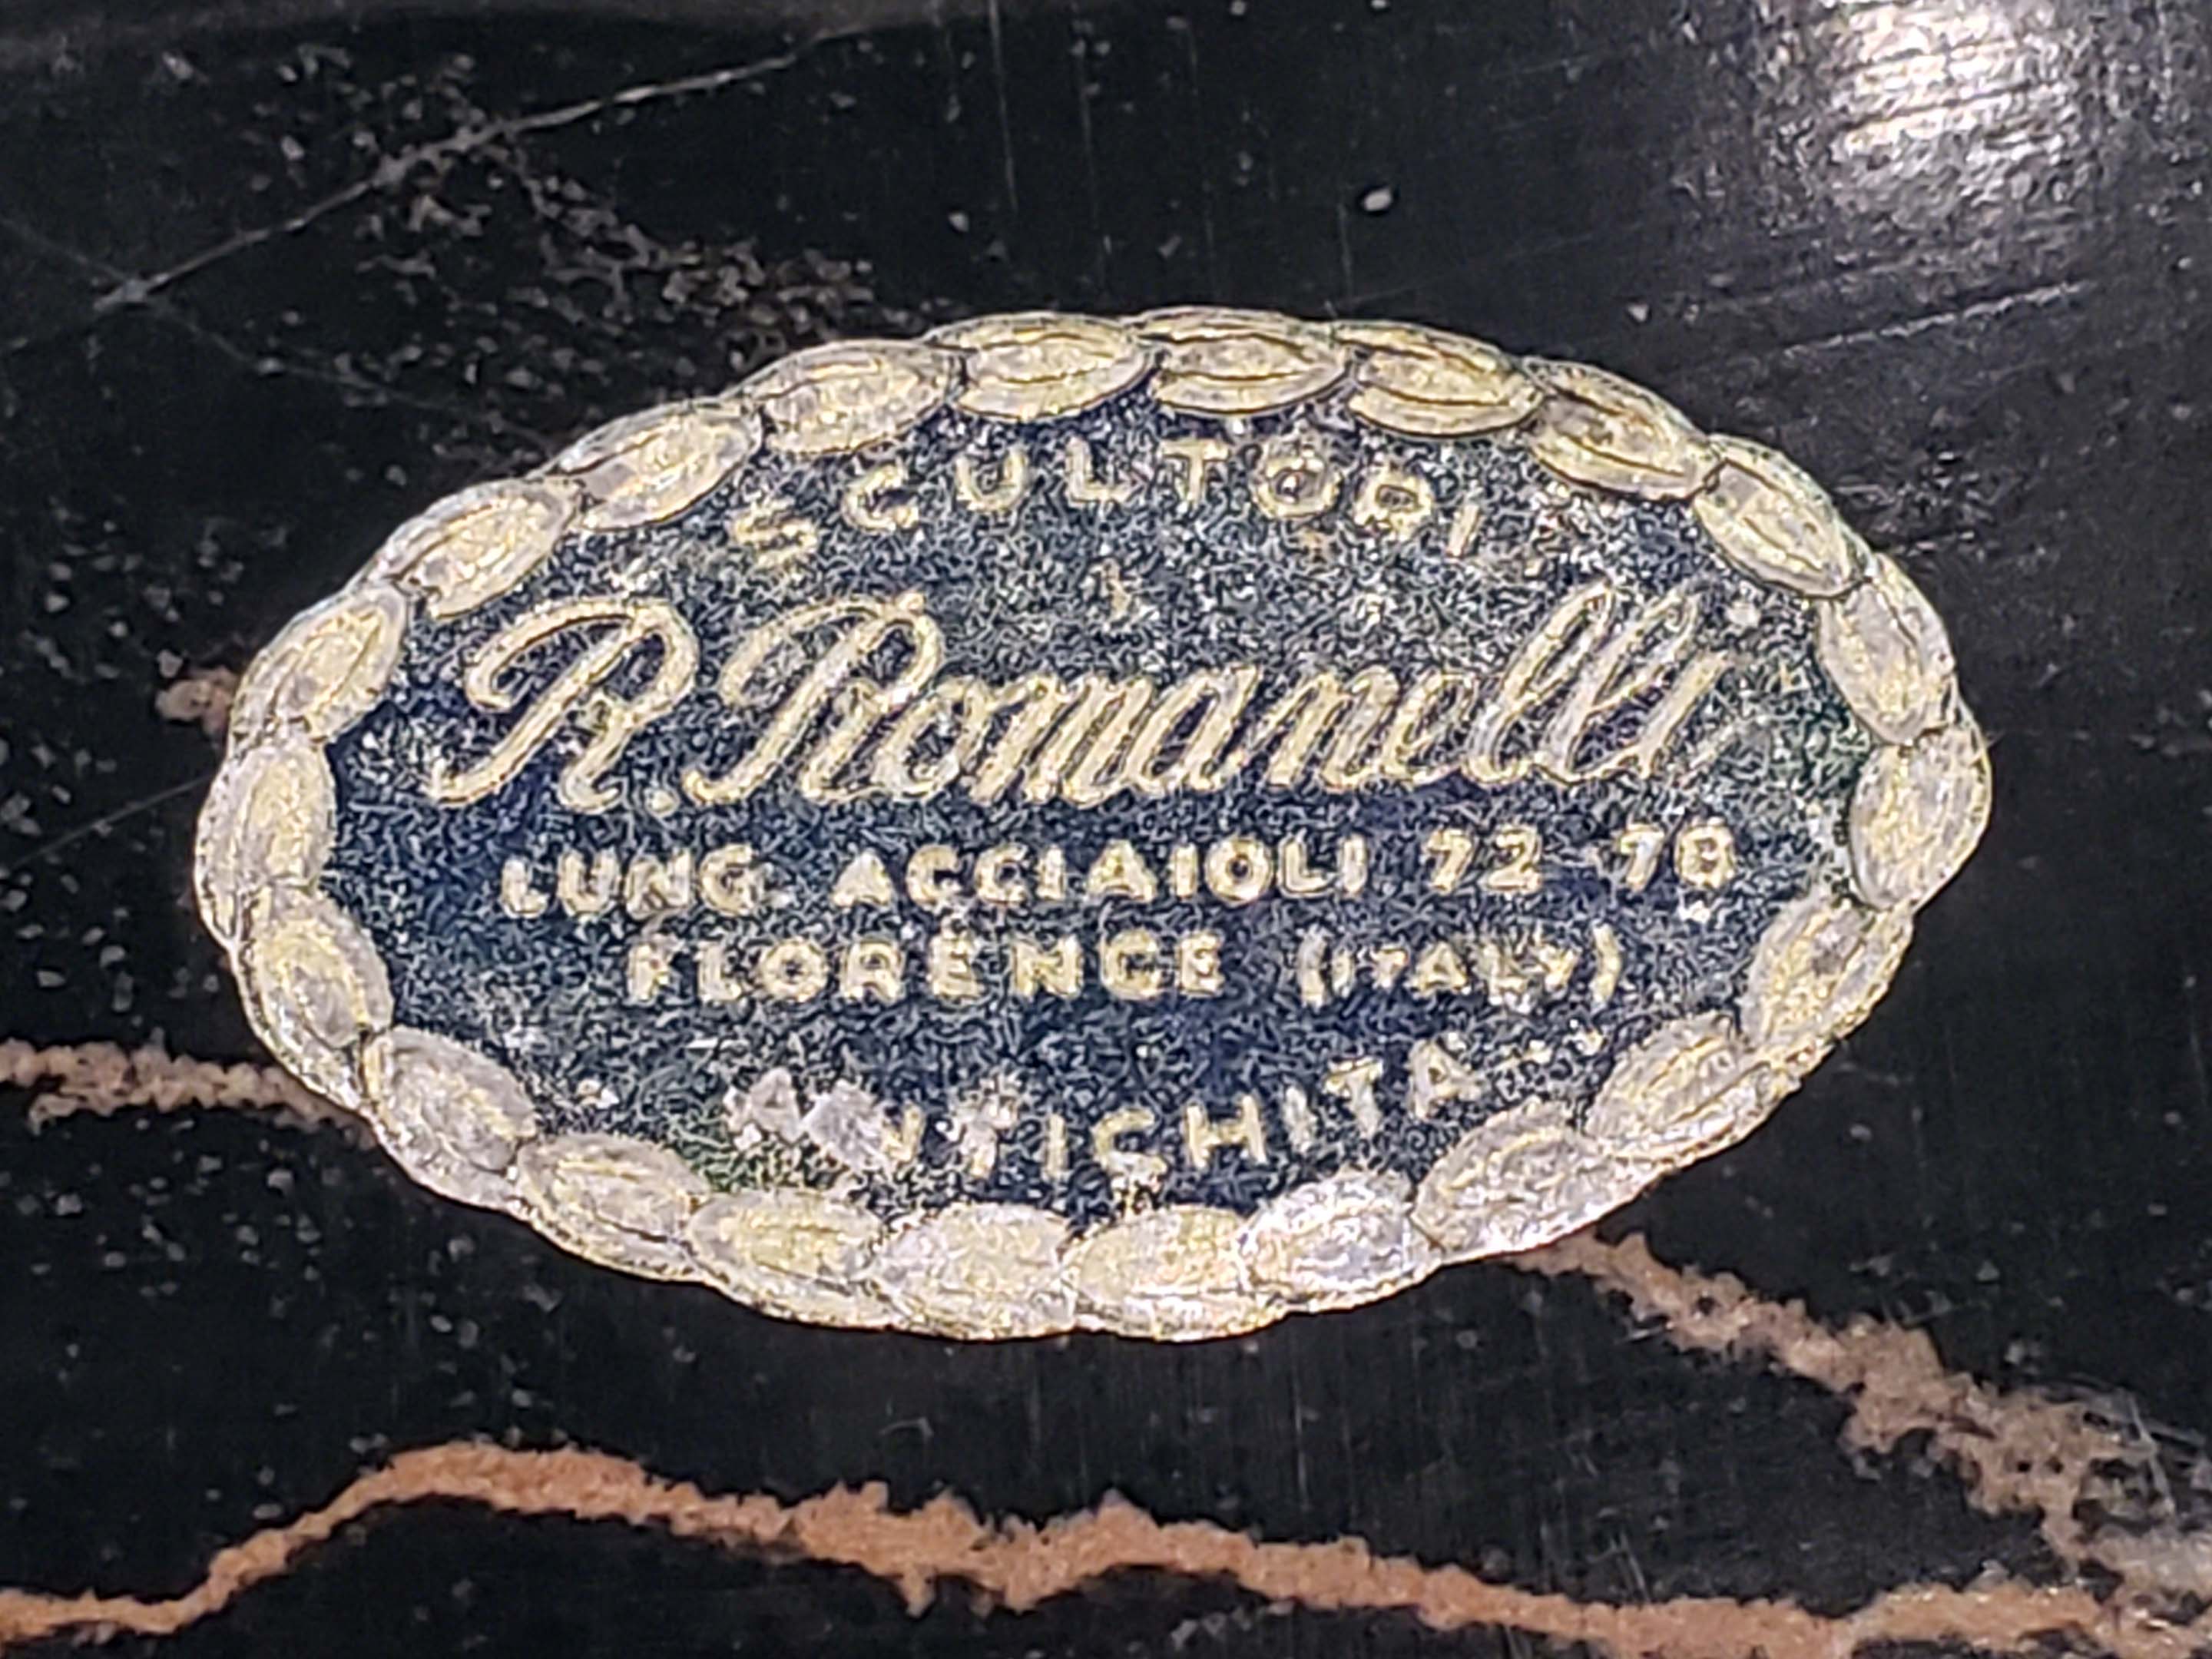 SCULTORI
R. Romanelli
LUNG. ACCIAIOLI 72-78
FLORENCE (ITALY)
ANTICHITA